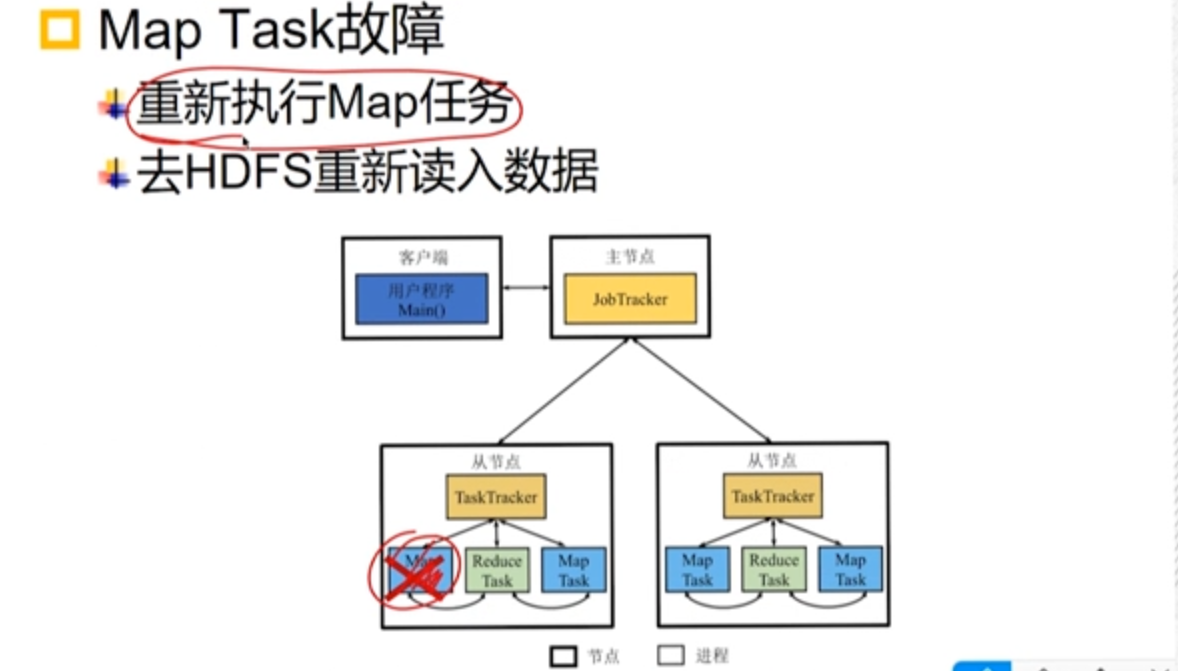 Map Task故障
重新执行Map任务
去HDFS重新读入数据
客户端
用户程序
Main()
主节点
JobTracker
从节点
TaskTracker
Reduce
Task
Map
Task
从节点
TaskTracker
Map
Task
Reduce
Task
Map
Task
节点
进程